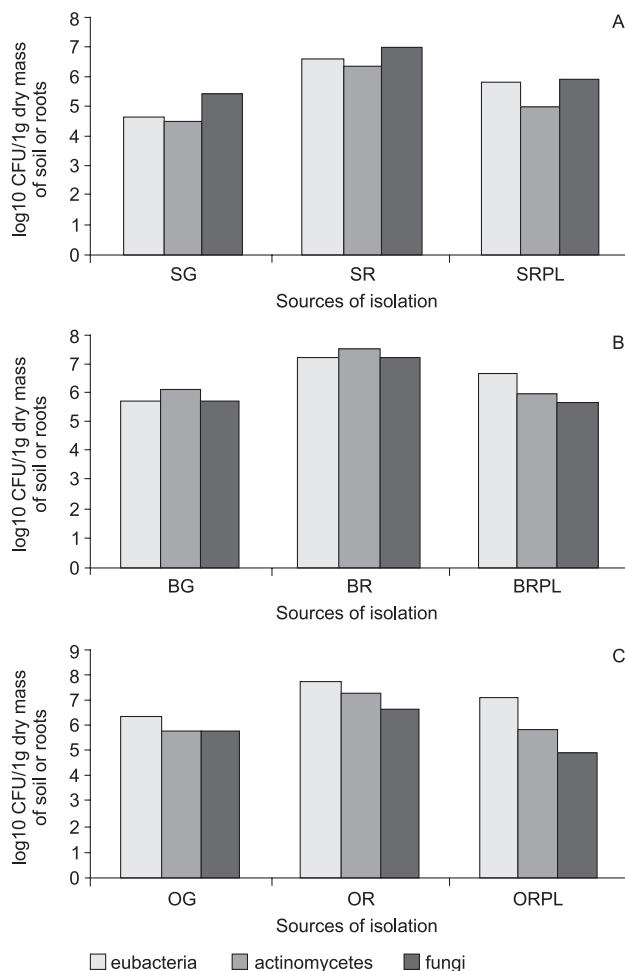 A
log10 CFU/1g dry mass
of soil or roots
8
7
6
5
4
3
2
1
0
SG SR SRPL
Sources of isolation
B
log10 CFU/1g dry mass
of soil or roots
8
7
6
5
4
3
2
1
0
BG BR BRPL
Sources of isolation
C
log10 CFU/1g dry mass
of soil or roots
9
8
7
6
5
4
3
2
1
0
OG OR ORPL
Sources of isolation
eubacteria actinomycetes fungi